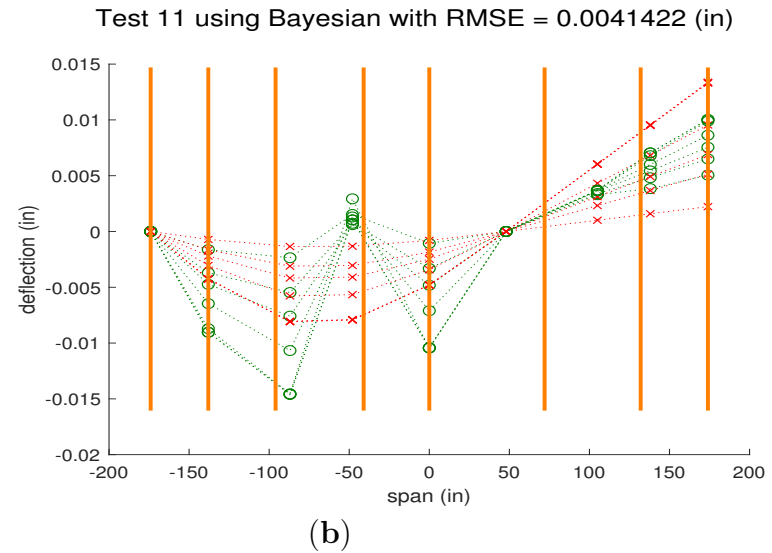 Test 11 using Bayesian with RMSE = 0.0041422 (in)
0.015
0.01
0.005
0
-0.005
-0.01
-0.015
-0.02
deflection (in)
-200 -150 -100 -50 0 50 100 150 200
span (in)
(b)